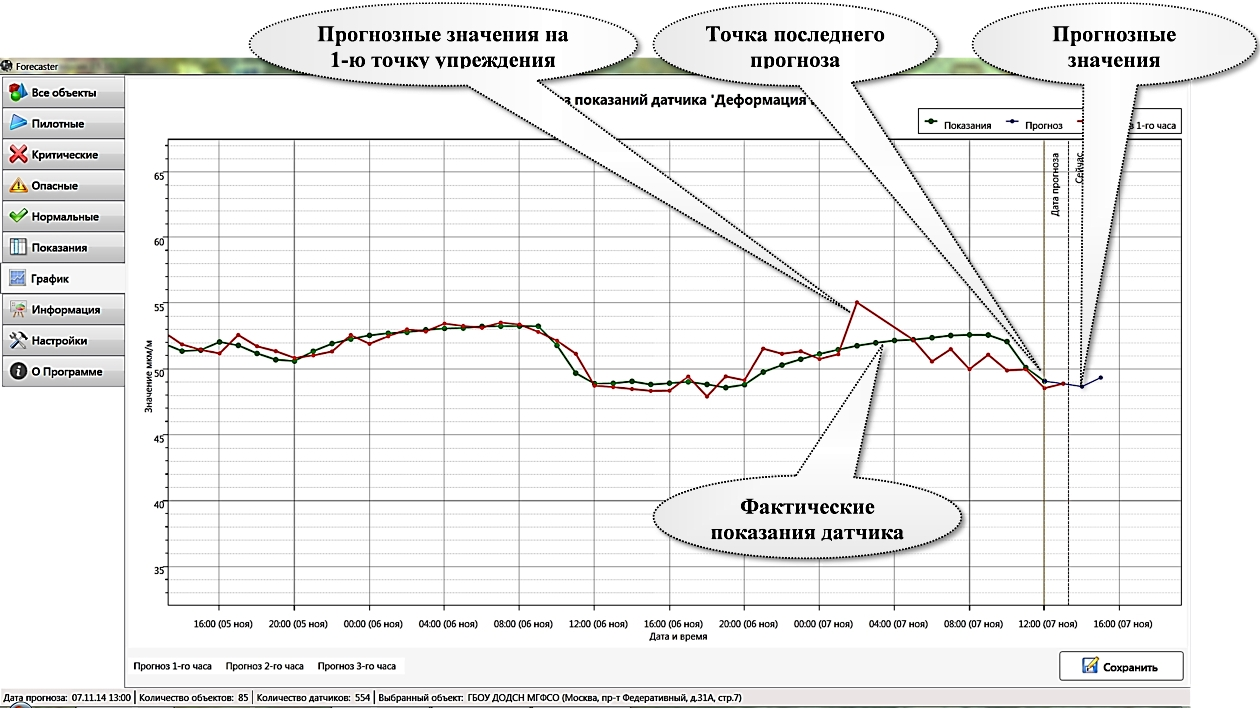 Прогнозные значения на
1-ю точку упреждения
Точка последнего
прогноза
Прогнозные
значения
Forecaster
Все объекты
Пилотные
Критические
Опасные
Нормальные
Показания
График
Информация
Настройки
О Программе
показаний датчика 'Деформация
Показания
Прогноз
1-го часа
Дата прогноза
Сейчас
Значение мкм/м
65
60
55
50
45
40
35
Фактические
показания датчика
16:00 (05 ноя) 20:00 (05 ноя) 00:00 (06 ноя) 04:00 (06 ноя) 08:00 (06 ноя) 12:00 (06 ноя) 16:00 (06 ноя) 20:00 (06 ноя) 00:00 (07 ноя) 04:00 (07 ноя) 08:00 (07 ноя) 12:00 (07 ноя) 16:00 (07 ноя)
Дата и время
Прогноз 1-го часа Прогноз 2-го часа Прогноз 3-го часа
Сохранить
Дата прогноза: 07.11.14 13:00 Количество объектов: 85 Количество датчиков: 554 Выбранный объект: ГБОУ ДОДСН МГФСО (Москва, пр-т Федеративный, д.31А, стр.7)